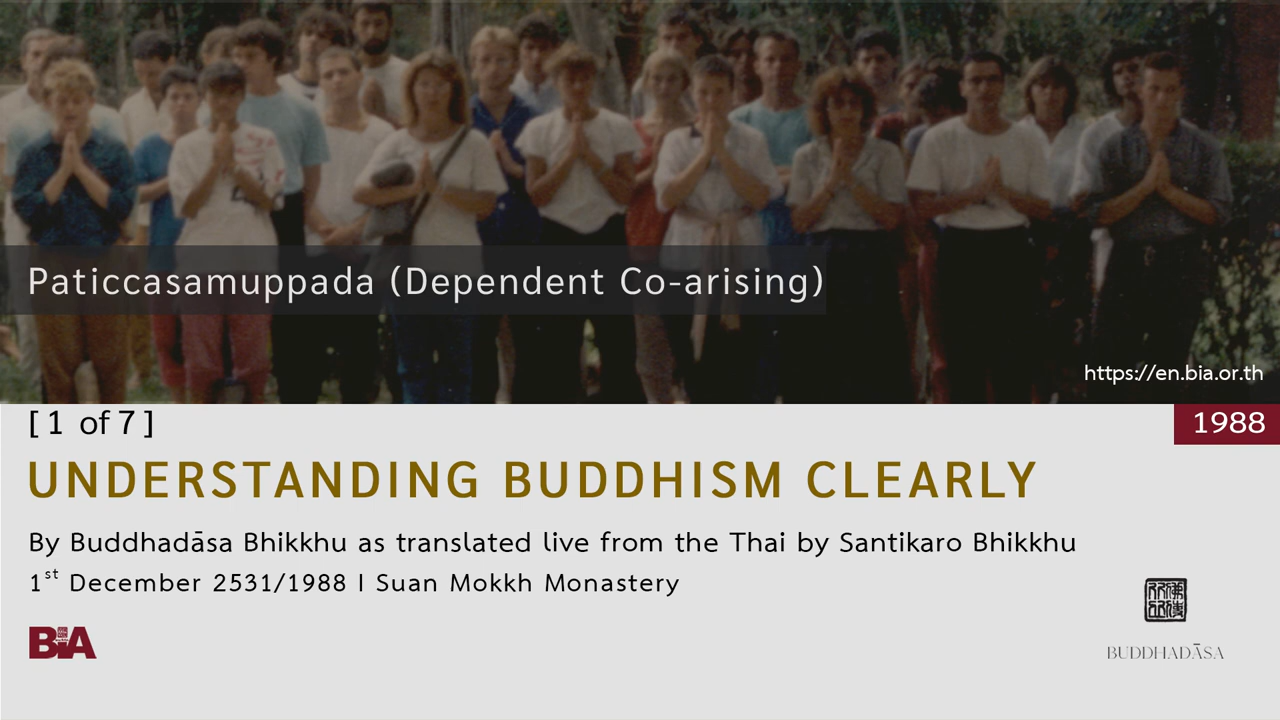 Paticcasamuppada (Dependent Co-arising)
https://en.bia.or.th
[ 1 of 7 ]
1988
UNDERSTANDING BUDDHISM CLEARLY
By Buddhadāsa Bhikkhu as translated live from the Thai by Santikaro Bhikkhu
1st December 2531/1988 I Suan Mokkh Monastery
BIA
BUDDHADĀSA